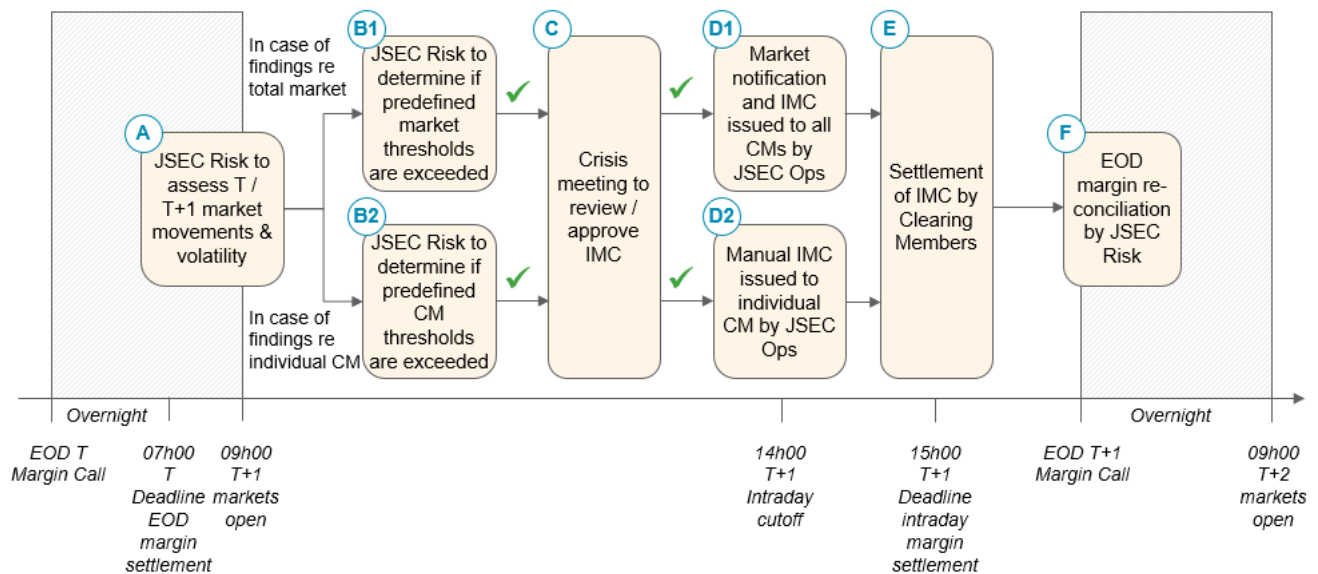 A
JSEC Risk to
assess T /
T+1 market
movements &
volatility
In case of
findings re
total market
In case of
findings re
individual CM
B1
JSEC Risk to
determine if
predefined
market
thresholds
are exceeded
B2
JSEC Risk to
determine if
predefined
CM
thresholds
are exceeded
C
Crisis
meeting to
review /
approve
IMC
D1
Market
notification
and IMC
issued to all
CMs by
JSEC Ops
D2
Manual IMC
issued to
individual
CM by JSEC
Ops
E
Settlement
of IMC by
Clearing
Members
F
EOD
margin re-
conciliation
by JSEC
Risk
Overnight
Overnight
EOD T
Margin Call
07h00
T
Deadline
EOD
margin
settlement
09h00
T+1
markets
open
14h00
T+1
Intraday
cutoff
15h00
T+1
Deadline
intraday
margin
settlement
EOD T+1
Margin Call
09h00
T+2
markets
open